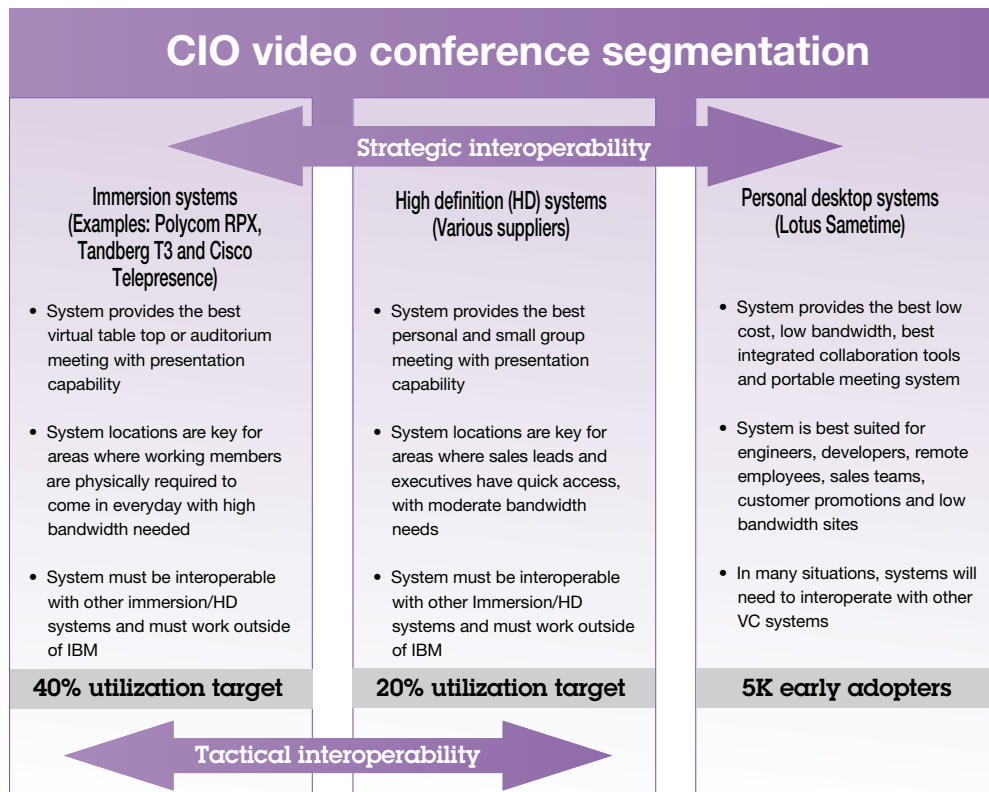 CIO video conference segmentation
Strategic interoperability
Immersion systems
(Examples: Polycom RPX,
Tandberg T3 and Cisco
Telepresence)
• System provides the best
virtual table top or auditorium
meeting with presentation
capability
• System locations are key for
areas where working members
are physically required to
come in everyday with high
bandwidth needed
• System must be interoperable
with other immersion/HD
systems and must work outside
of IBM
40% utilization target
High definition (HD) systems
(Various suppliers)
• System provides the best
personal and small group
meeting with presentation
capability
• System locations are key for
areas where sales leads and
executives have quick access,
with moderate bandwidth
needs
• System must be interoperable
with other Immersion/HD
systems and must work outside
of IBM
20% utilization target
Personal desktop systems
(Lotus Sametime)
• System provides the best low
cost, low bandwidth, best
integrated collaboration tools
and portable meeting system
• System is best suited for
engineers, developers, remote
employees, sales teams,
customer promotions and low
bandwidth sites
• In many situations, systems will
need to interoperate with other
VC systems
5K early adopters
Tactical interoperability